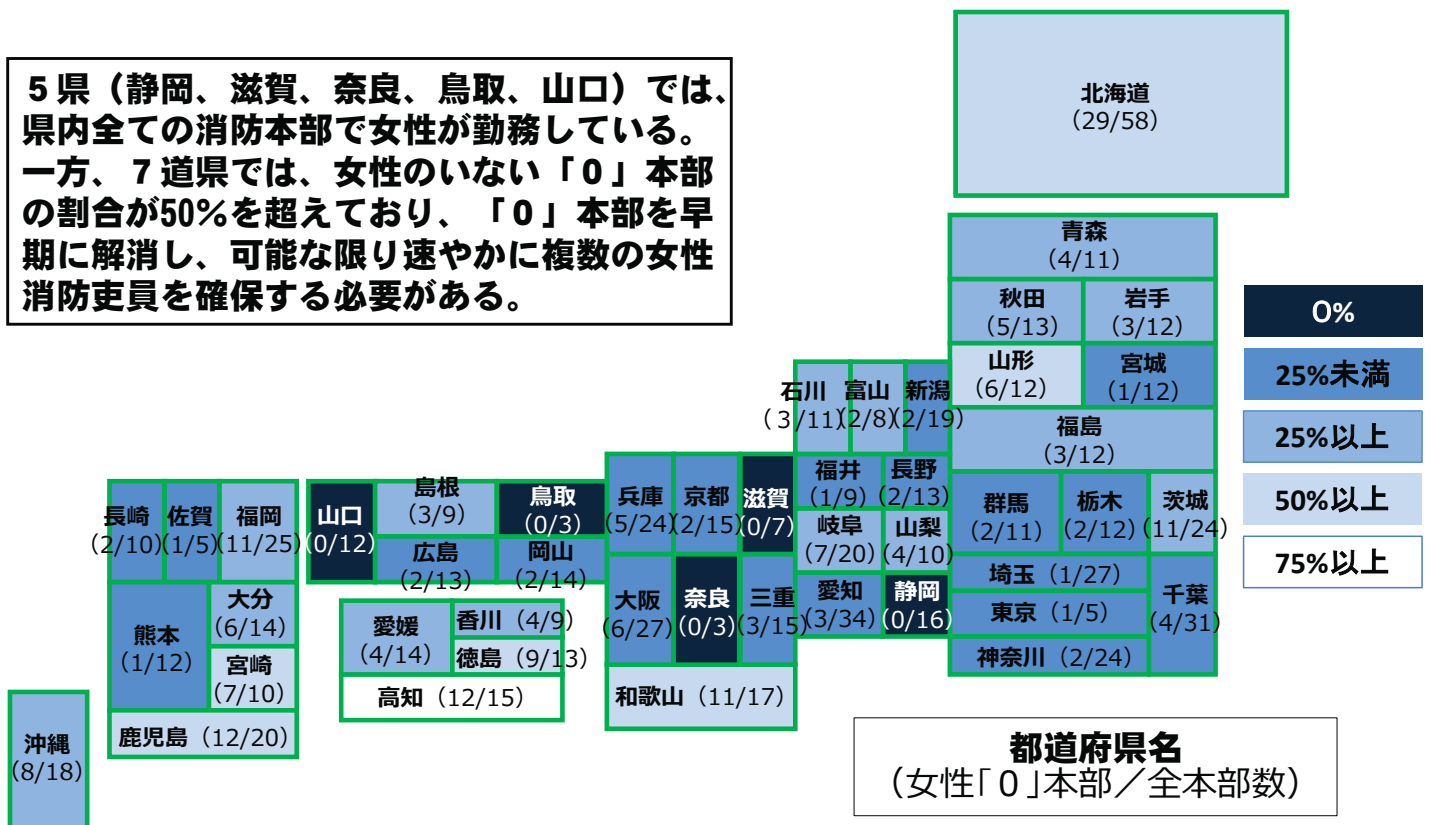 5県（静岡、滋賀、奈良、鳥取、山口）では、
県内全ての消防本部で女性が勤務している。
一方、7道県では、女性のいない「0」本部
の割合が50%を超えており、「0」本部を早
期に解消し、可能な限り速やかに複数の女性
消防吏員を確保する必要がある。
北海道
（29/58）
青森
（4/11）
秋田
（5/13）
岩手
（3/12）
山形
（6/12）
宮城
（1/12）
福島
（3/12）
石川
（3/11）
富山
（2/8）
新潟
（2/19）
福井
（1/9）
長野
（2/13）
岐阜
（7/20）
山梨
（4/10）
愛知
（3/34）
静岡
（0/16）
群馬
（2/11）
栃木
（2/12）
茨城
（11/24）
埼玉（1/27）
東京（1/5）
神奈川（2/24）
千葉
（4/31）
兵庫
（5/24）
京都
（2/15）
滋賀
（0/7）
大阪
（6/27）
奈良
（0/3）
三重
（3/15）
和歌山（11/17）
山口
（0/12）
島根
（3/9）
鳥取
（0/3）
広島
（2/13）
岡山
（2/14）
愛媛
（4/14）
香川（4/9）
徳島（9/13）
高知（12/15）
長崎
（2/10）
佐賀
（1/5）
福岡
（11/25）
熊本
（1/12）
大分
（6/14）
宮崎
（7/10）
鹿児島（12/20）
沖縄
（8/18）
0%
25%未満
25%以上
50%以上
75%以上
都道府県名
（女性「0」本部／全本部数）